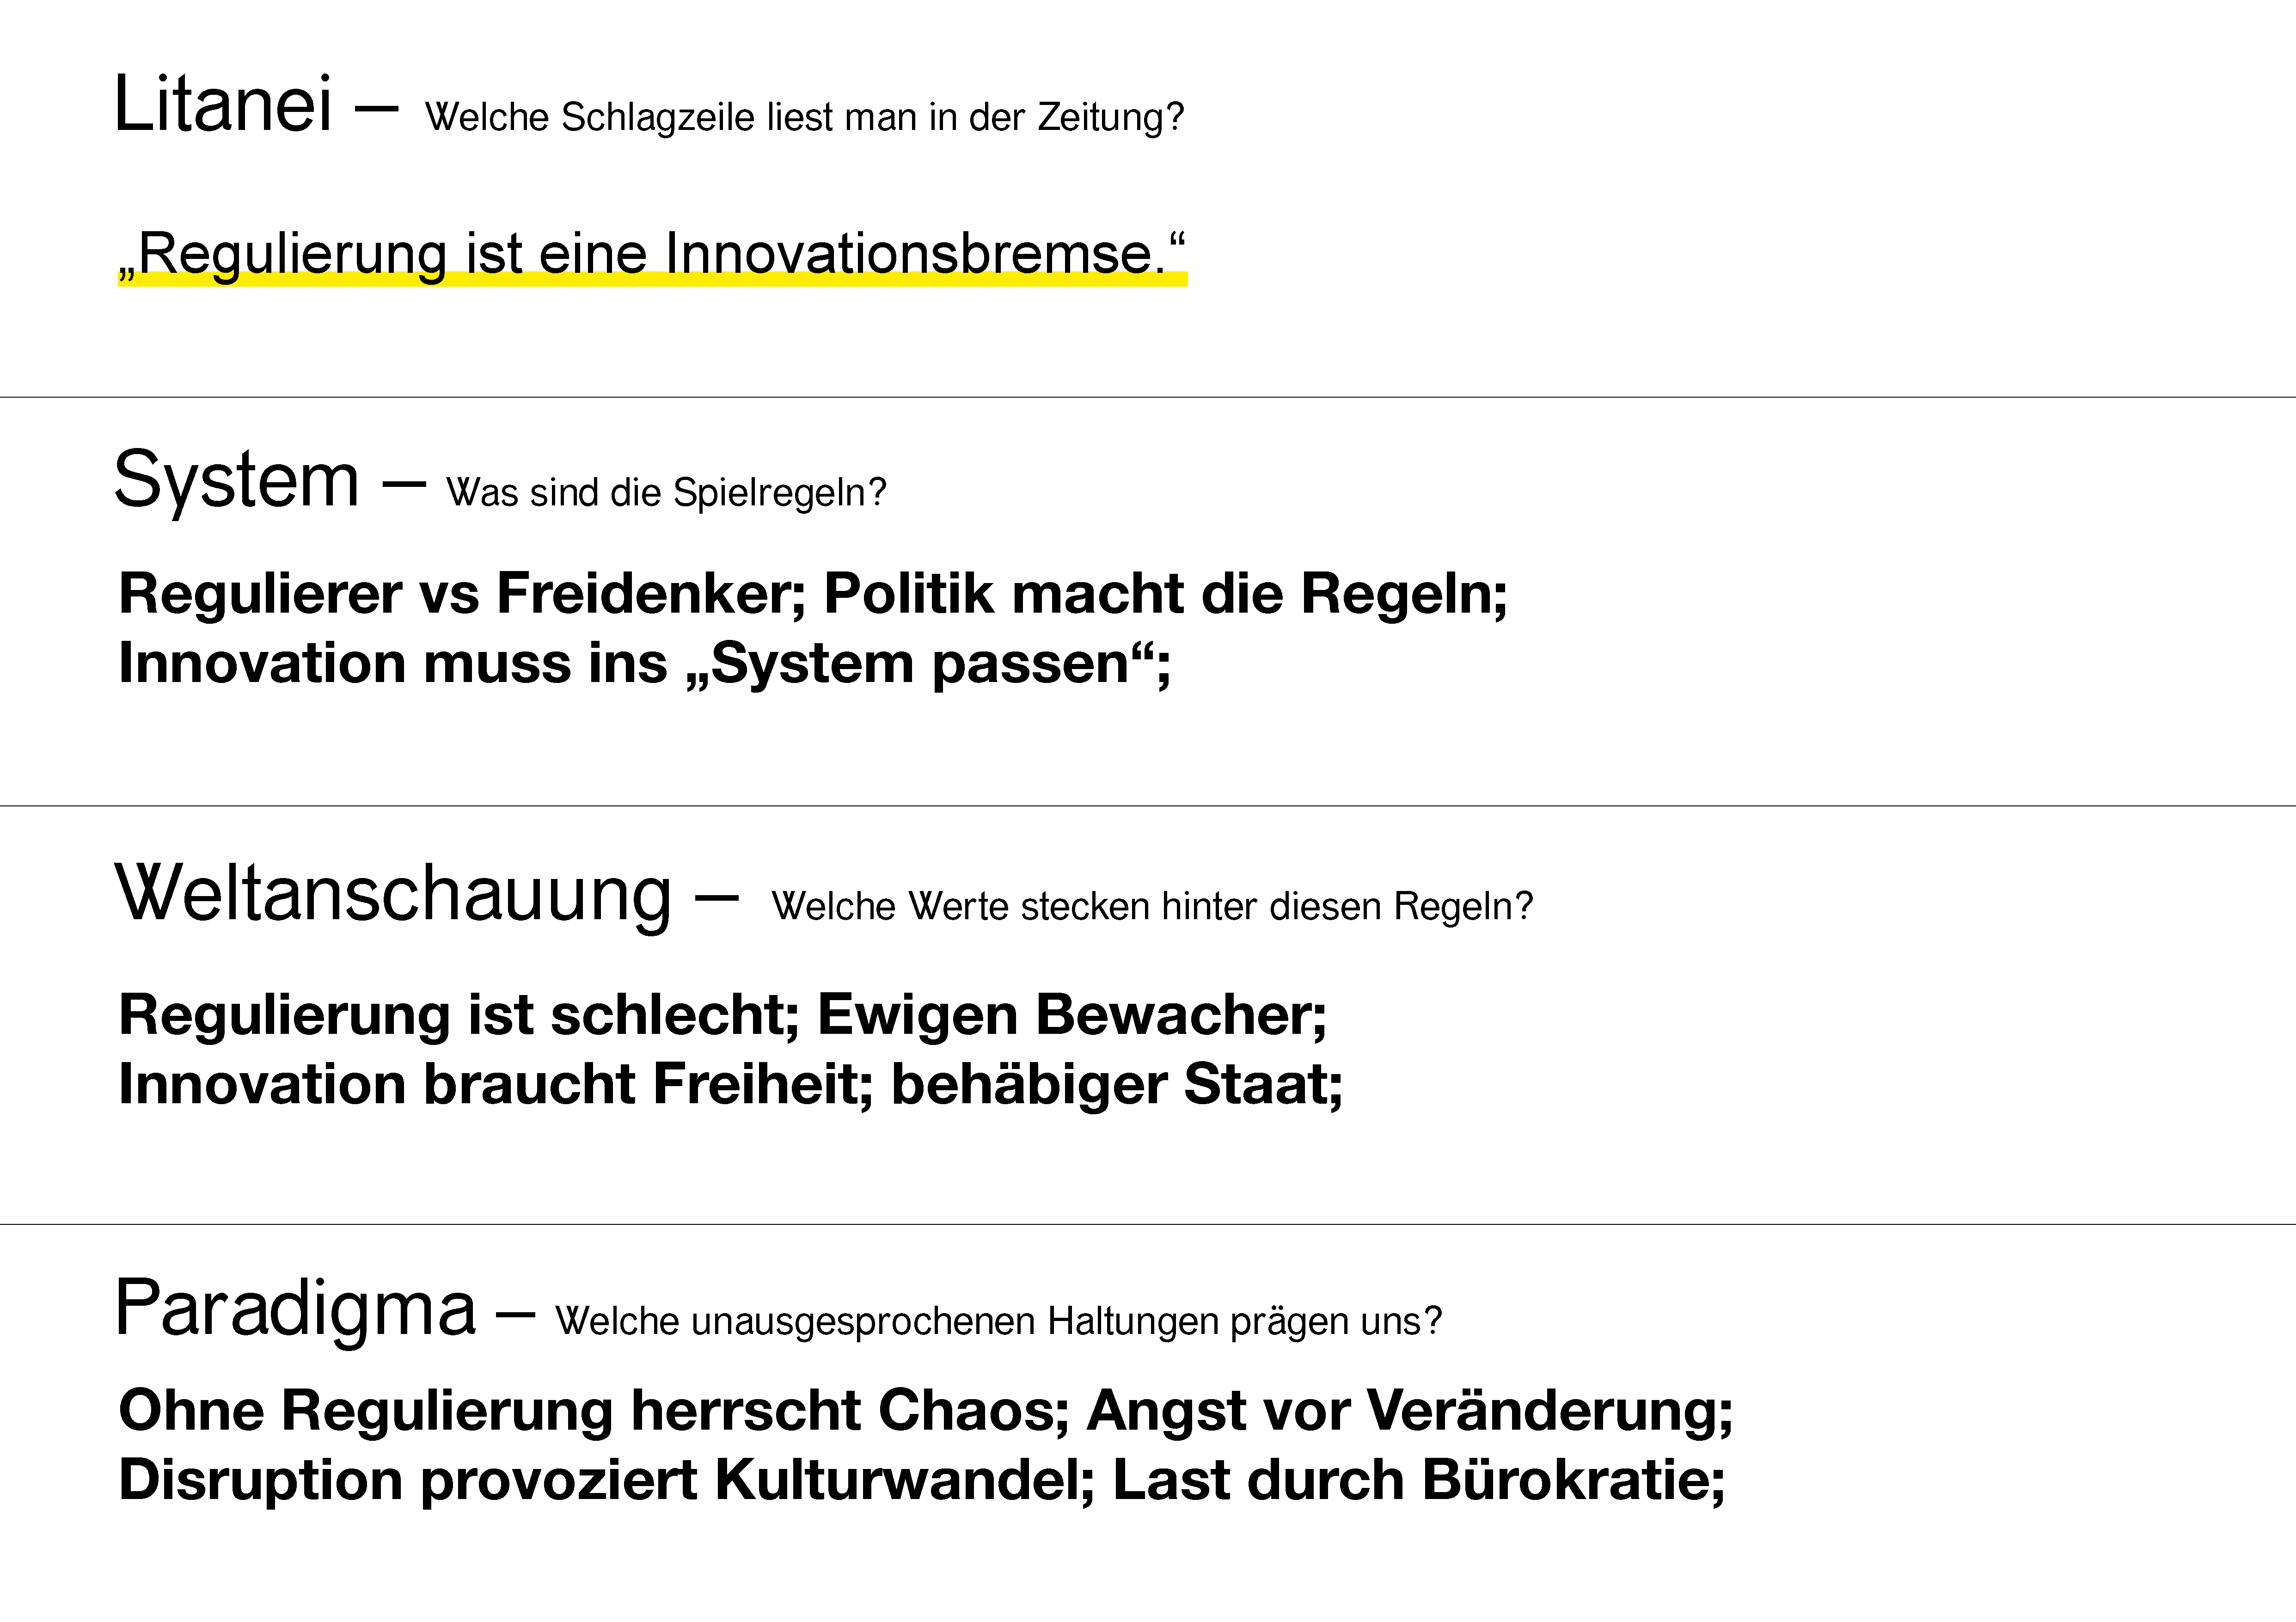 Litanei – Welche Schlagzeile liest man in der Zeitung?
„Regulierung ist eine Innovationsbremse.“
System – Was sind die Spielregeln?
Regulierer vs Freidenker; Politik macht die Regeln;
Innovation muss ins „System passen“;
Weltanschauung – Welche Werte stecken hinter diesen Regeln?
Regulierung ist schlecht; Ewigen Bewacher;
Innovation braucht Freiheit; behäbiger Staat;
Paradigma – Welche unausgesprochenen Haltungen prägen uns?
Ohne Regulierung herrscht Chaos; Angst vor Veränderung;
Disruption provoziert Kulturwandel; Last durch Bürokratie;